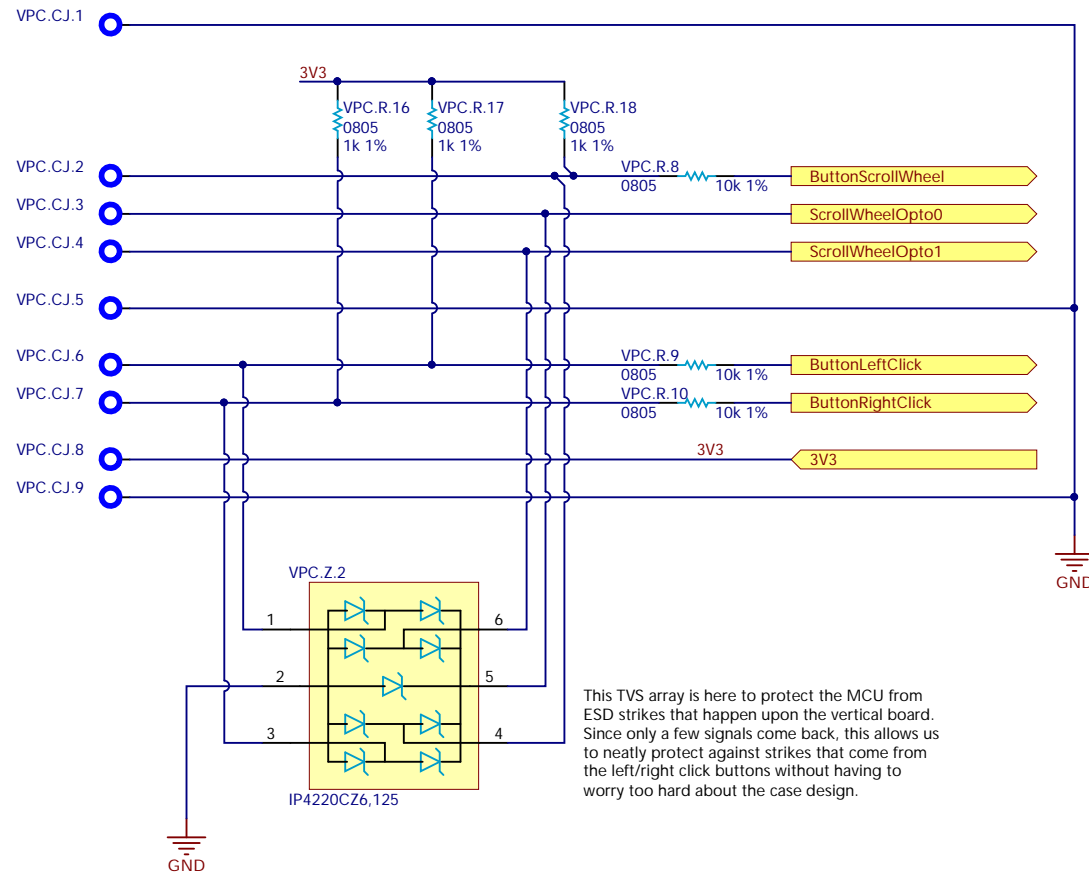 VPC.CJ.1
3V3
VPC.R.16
0805
1k 1%
VPC.R.17
0805
1k 1%
VPC.R.18
0805
1k 1%
VPC.CJ.2
VPC.R.8
0805
10k 1%
ButtonScrollWheel
VPC.CJ.3
ScrollWheelOpto0
VPC.CJ.4
ScrollWheelOpto1
VPC.CJ.5
VPC.CJ.6
VPC.R.9
0805
10k 1%
ButtonLeftClick
VPC.CJ.7
VPC.R.10
0805
10k 1%
ButtonRightClick
VPC.CJ.8
3V3
3V3
VPC.CJ.9
GND
VPC.Z.2
1
6
2
5
3
4
IP4220CZ6,125
This TVS array is here to protect the MCU from
ESD strikes that happen upon the vertical board.
Since only a few signals come back, this allows us
to neatly protect against strikes that come from
the left/right click buttons without having to
worry too hard about the case design.
GND